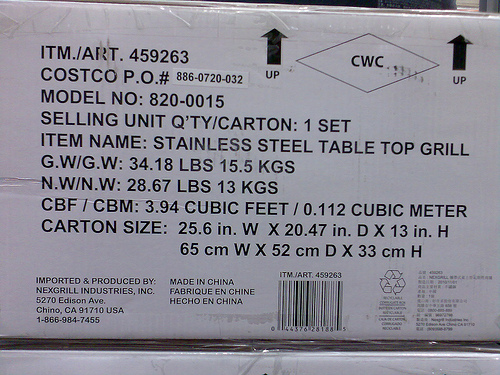 ITM./ART. 459263
UP
CWC
UP
COSTCO P.O.# 886-0720-032
MODEL NO: 820-0015
SELLING UNIT Q'TY/CARTON: 1 SET
ITEM NAME: STAINLESS STEEL TABLE TOP GRILL
G.W/G.W: 34.18 LBS 15.5 KGS
N.W/N.W: 28.67 LBS 13 KGS
CBF / CBM: 3.94 CUBIC FEET / 0.112 CUBIC METER
CARTON SIZE: 25.6 in. W X 20.47 in. D X 13 in. H
65 cm W X 52 cm D X 33 cm H
IMPORTED & PRODUCED BY:
NEXGRILL INDUSTRIES, INC.
5270 Edison Ave.
Chino, CA 91710 USA
1-866-984-7455
MADE IN CHINA
FABRIQUE EN CHINE
HECHO EN CHINA
ITM./ART. 459263
0 44376 28188 5